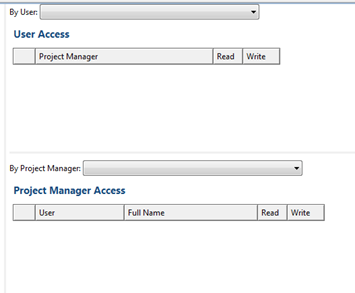 By User:
User Access
Project Manager Read Write
By Project Manager:
Project Manager Access
User Full Name Read Write